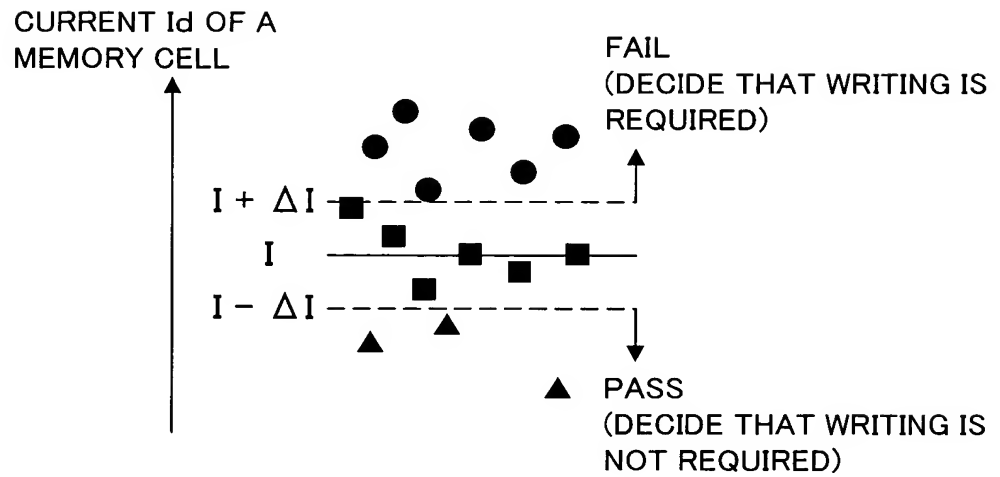 CURRENT Id OF A
MEMORY CELL
FAIL
(DECIDE THAT WRITING IS
REQUIRED)
I + ΔI
I
I − ΔI
PASS
(DECIDE THAT WRITING IS
NOT REQUIRED)